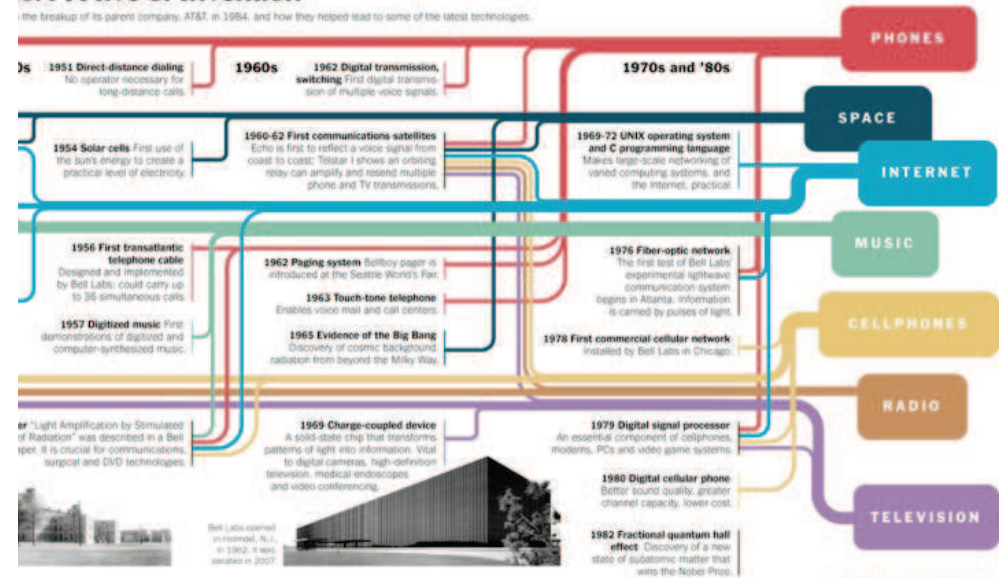 the breakup of its parent company, AT&T, in 1984, and how they helped lead to some of the latest technologies.
PHONES
0s
1951 Direct-distance dialing
No operator necessary for
long-distance calls.
1960s
1962 Digital transmission,
switching First digital transmis-
sion of multiple voice signals.
1970s and '80s
SPACE
1954 Solar cells First use of
the sun's energy to create a
practical level of electricity.
1960-62 First communications satellites
Echo is first to reflect a voice signal from
coast to coast; Telstar I shows an orbiting
relay can amplify and resend multiple
phone and TV transmissions.
1969-72 UNIX operating system
and C programming language
Makes large-scale networking of
varied computing systems, and
the Internet, practical.
INTERNET
MUSIC
1956 First transatlantic
telephone cable
Designed and implemented
by Bell Labs; could carry up
to 36 simultaneous calls.
1962 Paging system Bellboy pager is
introduced at the Seattle World's Fair.
1963 Touch-tone telephone
Enables voice mail and call centers.
1976 Fiber-optic network
The first test of Bell Labs'
experimental lightwave
communication system
begins in Atlanta. Information
is carried by pulses of light.
1957 Digitized music First
demonstrations of digitized and
computer-synthesized music.
1965 Evidence of the Big Bang
Discovery of cosmic background
radiation from beyond the Milky Way.
1978 First commercial cellular network
Installed by Bell Labs in Chicago.
CELLPHONES
RADIO
er "Light Amplification by Stimulated
of Radiation" was described in a Bell
aper. It is crucial for communications,
surgical and DVD technologies.
1969 Charge-coupled device
A solid-state chip that transforms
patterns of light into information. Vital
to digital cameras, high-definition
television, medical endoscopes
and video conferencing.
1979 Digital signal processor
An essential component of cellphones,
modems, PCs and video game systems.
1980 Digital cellular phone
Better sound quality, greater
channel capacity, lower cost.
TELEVISION
Bell Labs opened
in Holmdel, N.J.,
in 1962. It was
vacated in 2007.
1982 Fractional quantum hall
effect Discovery of a new
state of subatomic matter that
wins the Nobel Prize.